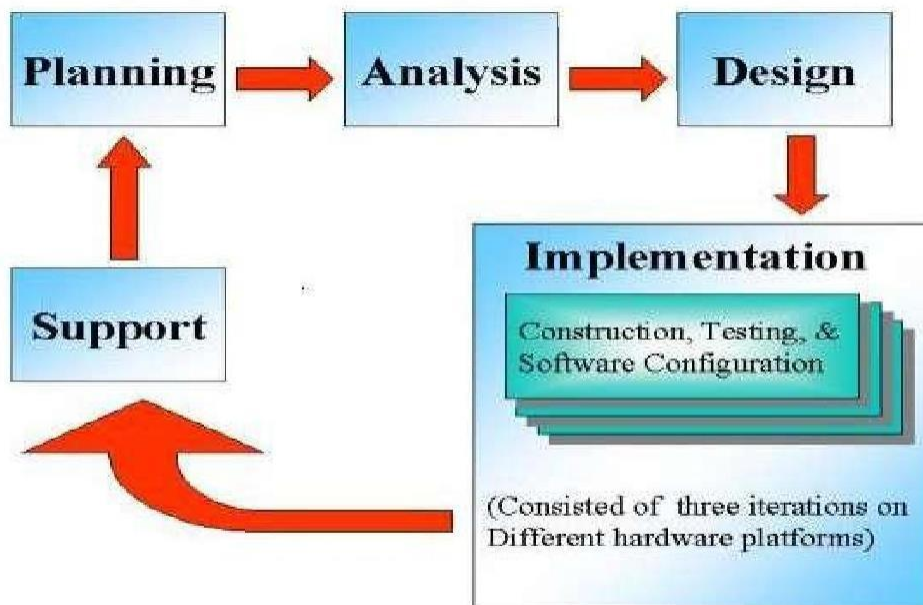 Planning
Analysis
Design
Implementation
Construction, Testing, &
Software Configuration
(Consisted of three iterations on
Different hardware platforms)
Support